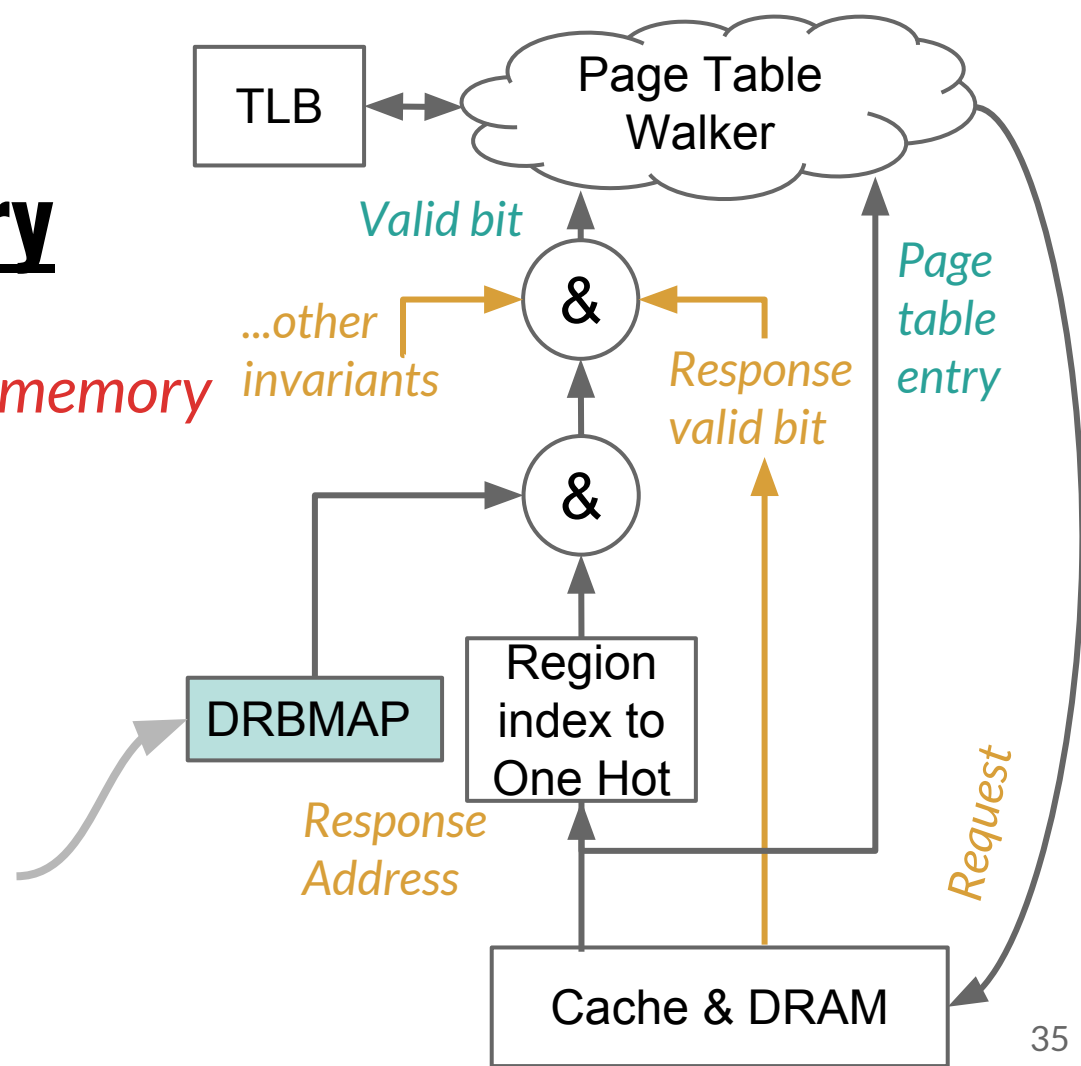 TLB
Page Table
Walker
ry
Valid bit
&
Page
table
entry
...other
invariants
memory
Response
valid bit
&
DRBMAP
Region
index to
One Hot
Response
Address
Request
Cache & DRAM
35